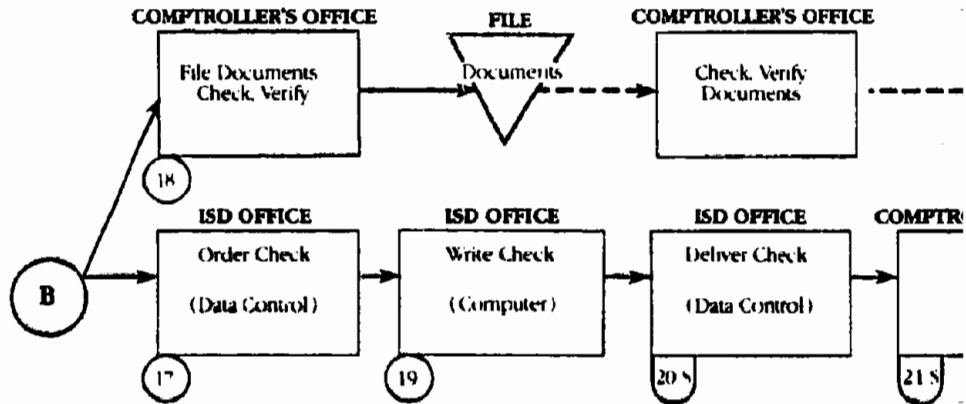 COMPTROLLER'S OFFICE
FILE
COMPTROLLER'S OFFICE
File Documents
Check, Verify
Documents
Check, Verify
Documents
18
ISD OFFICE
ISD OFFICE
ISD OFFICE
COMPTR
B
Order Check
(Data Control)
Write Check
(Computer)
Deliver Check
(Data Control)
17
19
20 S
21 S